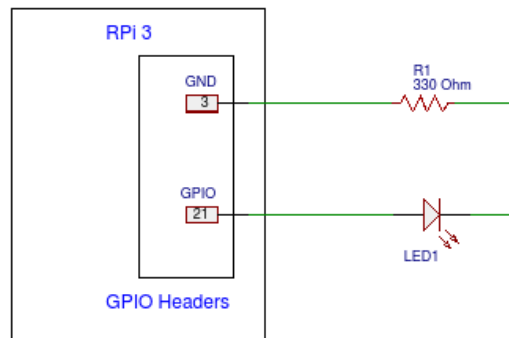 RPi 3
GND
3
R1
330 Ohm
GPIO
21
LED1
GPIO Headers